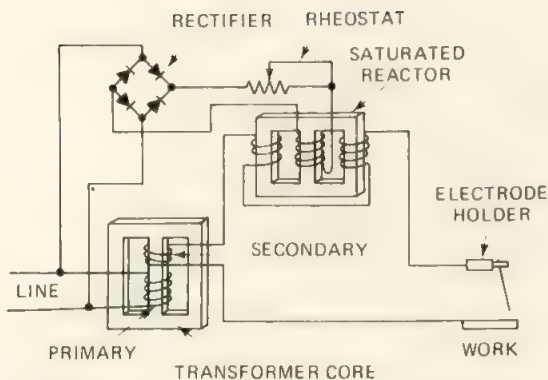 RECTIFIER RHEOSTAT
SATURATED
REACTOR
ELECTRODE
HOLDER
SECONDARY
LINE
PRIMARY
WORK
TRANSFORMER CORE